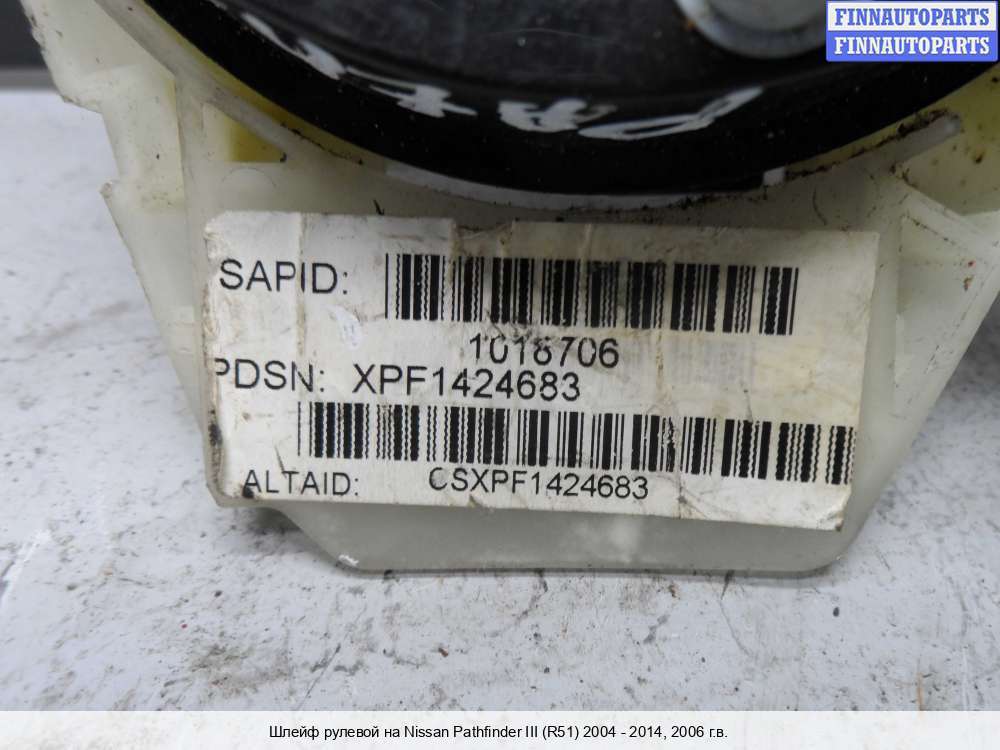 FINNAUTOPARTS
FINNAUTOPARTS
SAPID:
1018706
PDSN: XPF1424683
ALTAID: CSXPF1424683
Шлейф рулевой на Nissan Pathfinder III (R51) 2004 - 2014, 2006 г.в.